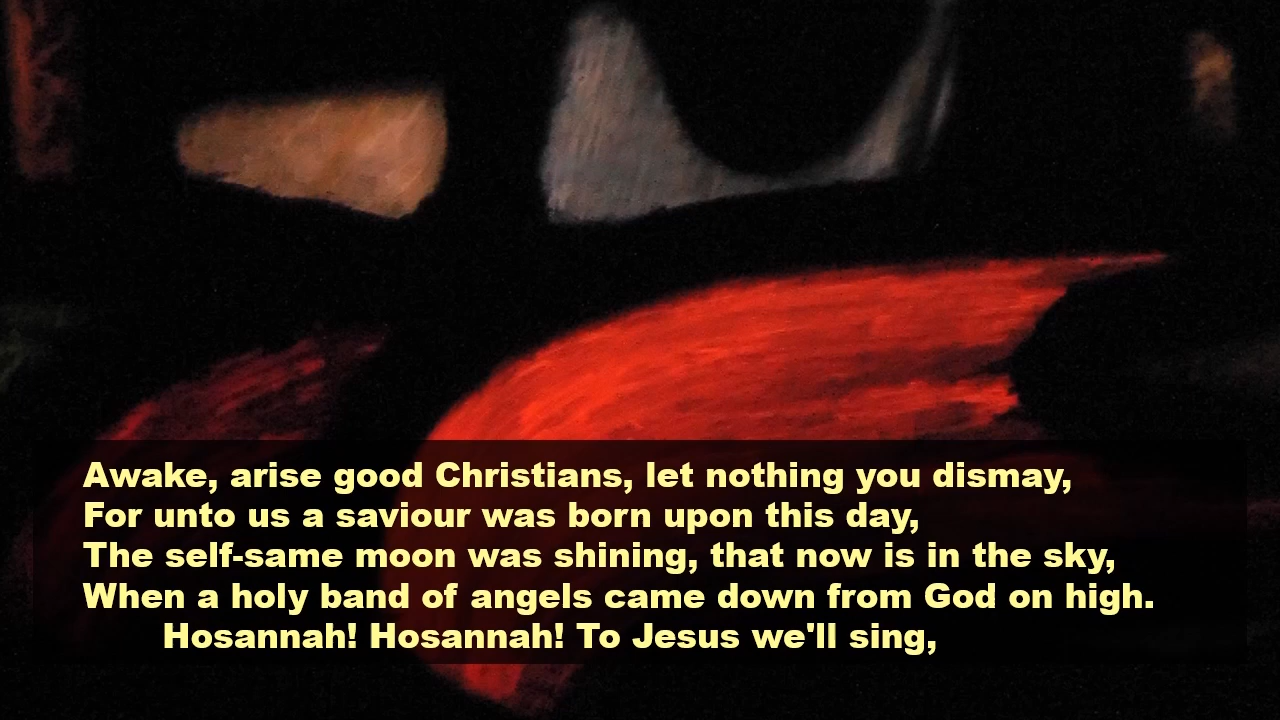 Awake, arise good Christians, let nothing you dismay,
For unto us a saviour was born upon this day,
The self-same moon was shining, that now is in the sky,
When a holy band of angels came down from God on high.
Hosannah! Hosannah! To Jesus we'll sing,